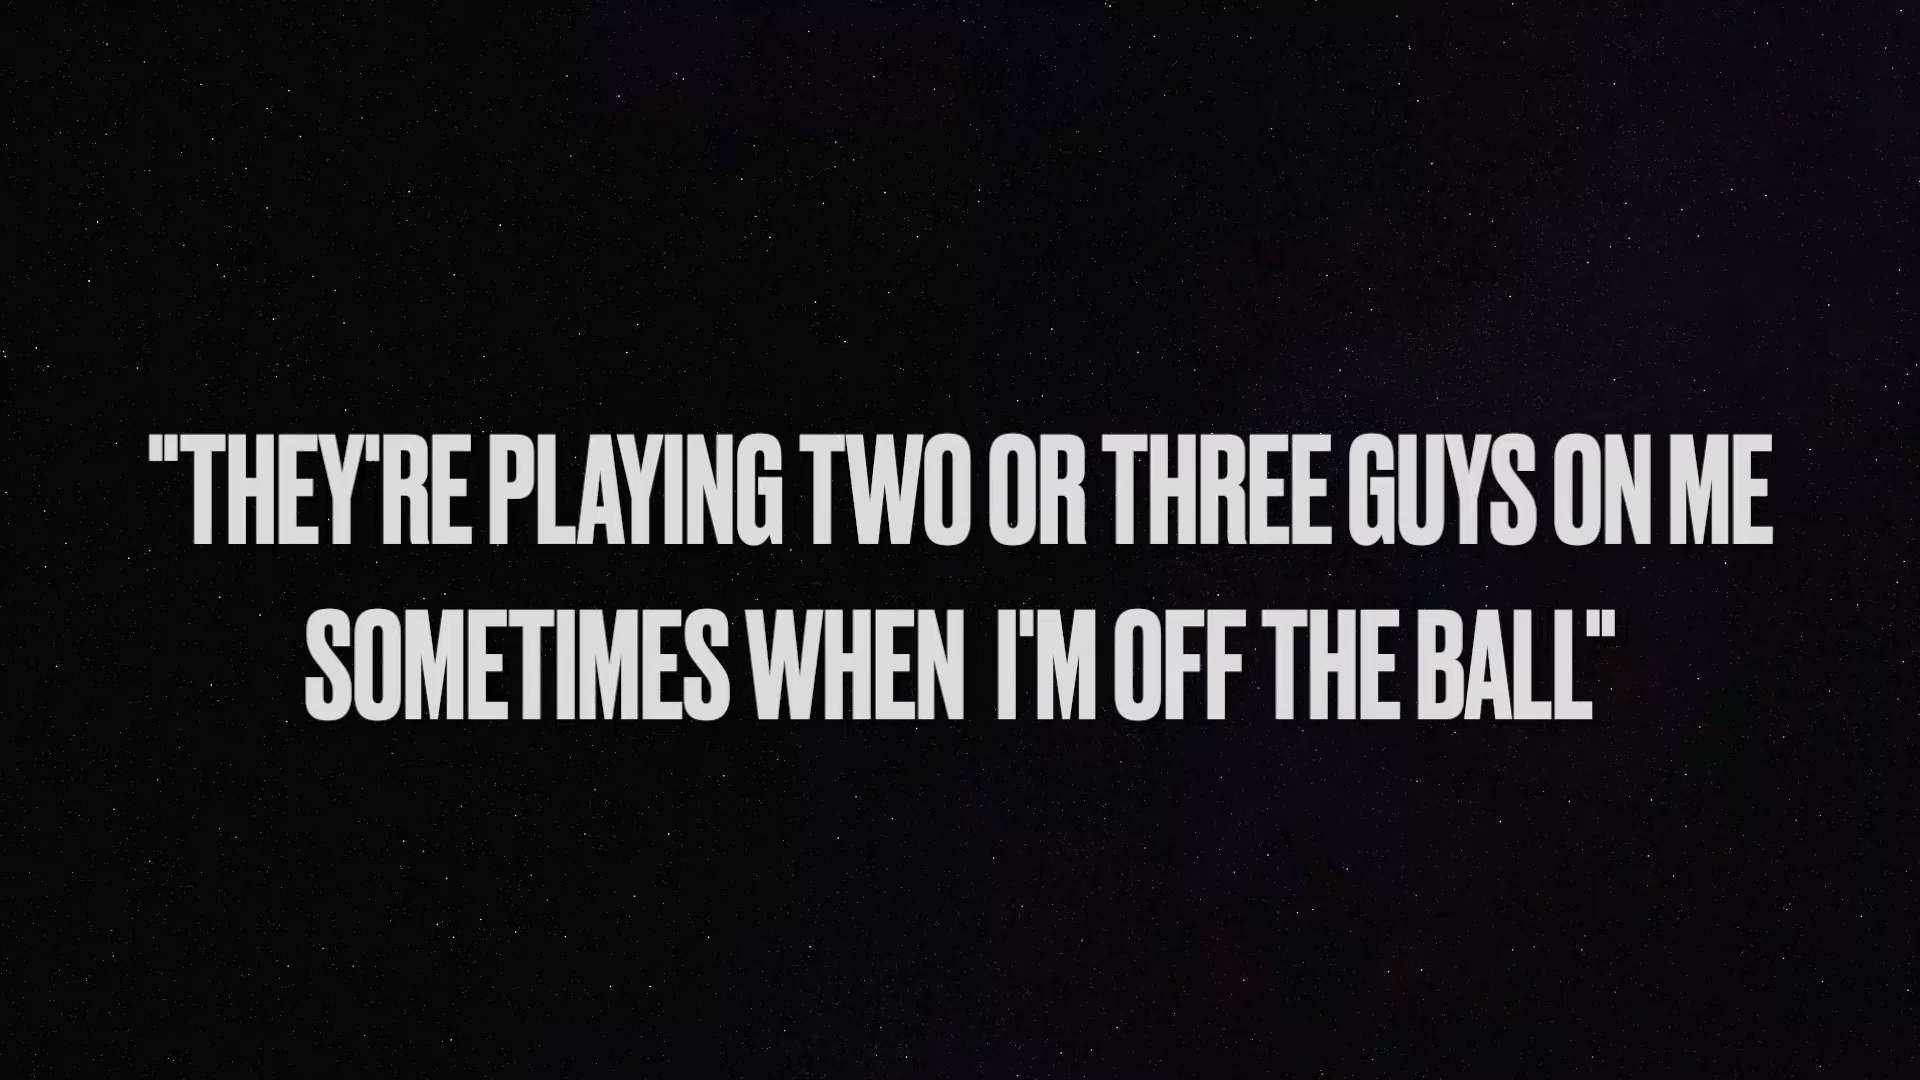 "THEY'RE PLAYING TWO OR THREE GUYS ON ME
SOMETIMES WHEN  I'M OFF THE BALL"